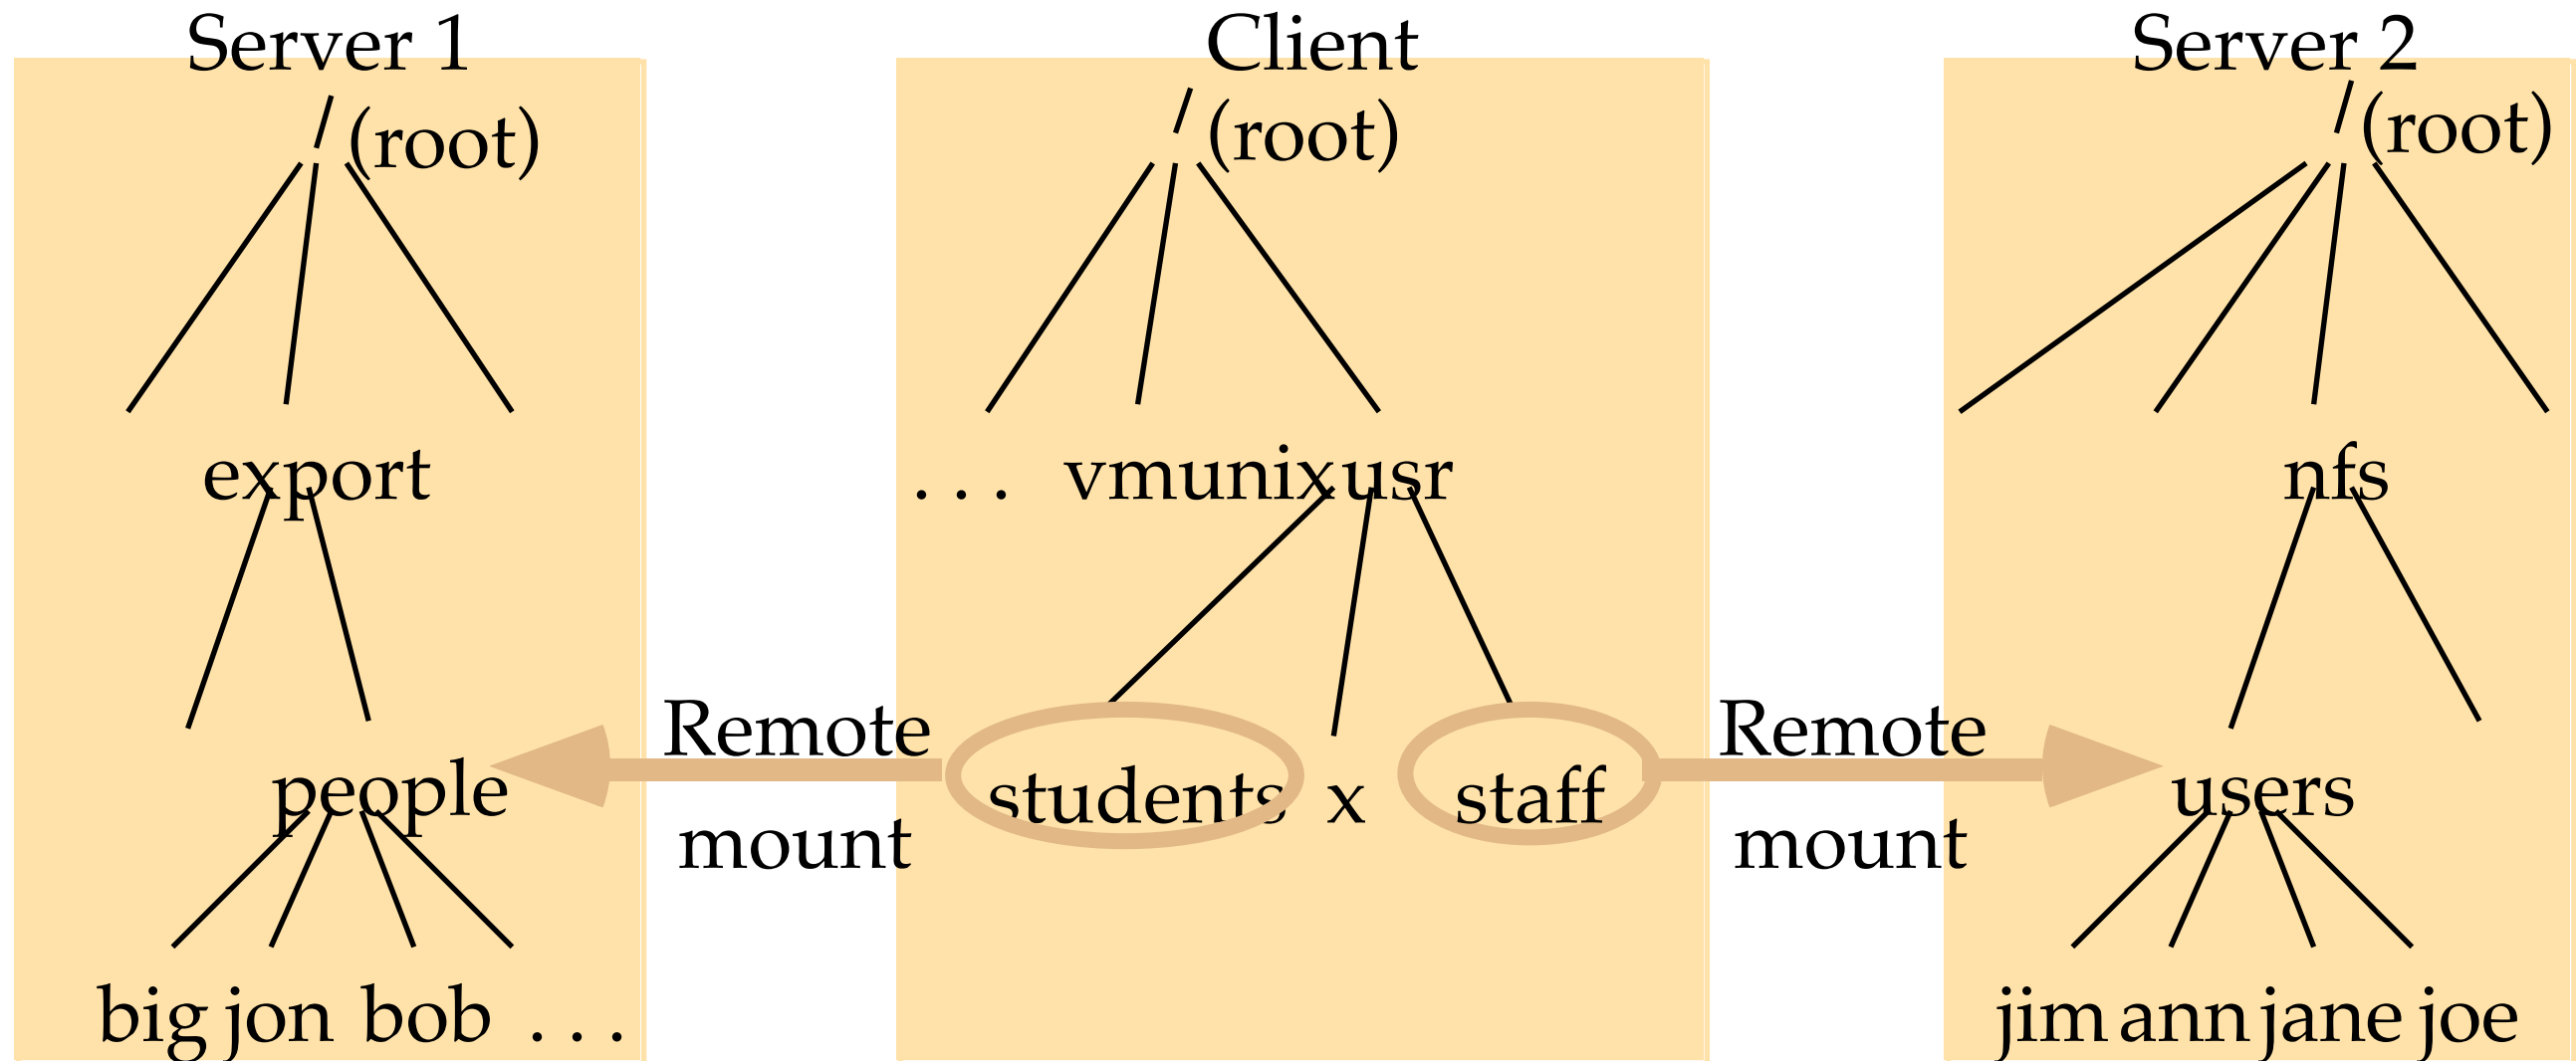 Server 1 Client Server 2
/ (root) / (root) / (root)
export . . . vmunix usr nfs
Remote Remote
people students x staff users
mount mount
big jon bob . . . jim ann jane joe